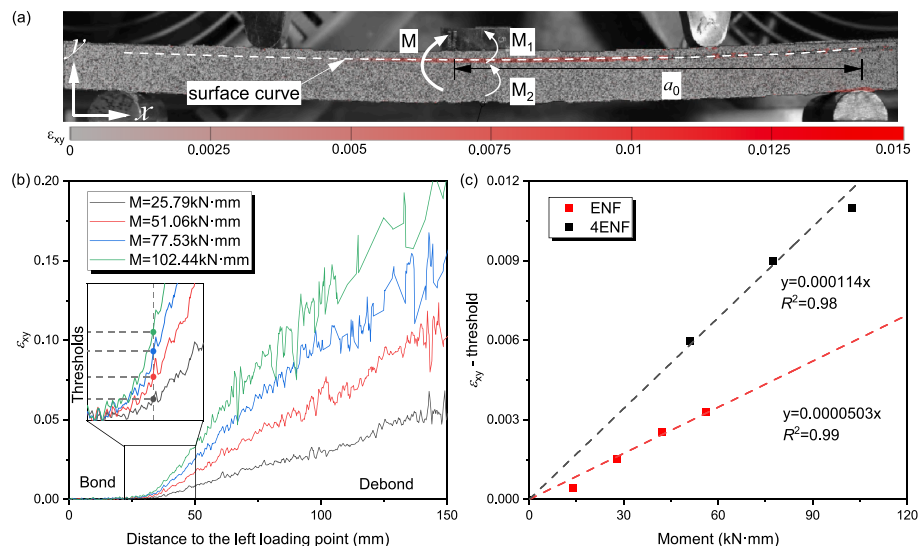 (a)
y
M
M1
surface curve
M2
a0
x
εxy
0 0.0025 0.005 0.0075 0.01 0.0125 0.015
(b)
0.20
0.15
0.10
0.05
0.00
εxy
M=25.79kN·mm
M=51.06kN·mm
M=77.53kN·mm
M=102.44kN·mm
Thresholds
Bond
Debond
0 50 100 150
Distance to the left loading point (mm)
(c)
0.012
0.009
0.006
0.003
0.000
εxy - threshold
ENF
4ENF
y=0.000114x
R²=0.98
y=0.0000503x
R²=0.99
0 30 60 90 120
Moment (kN·mm)